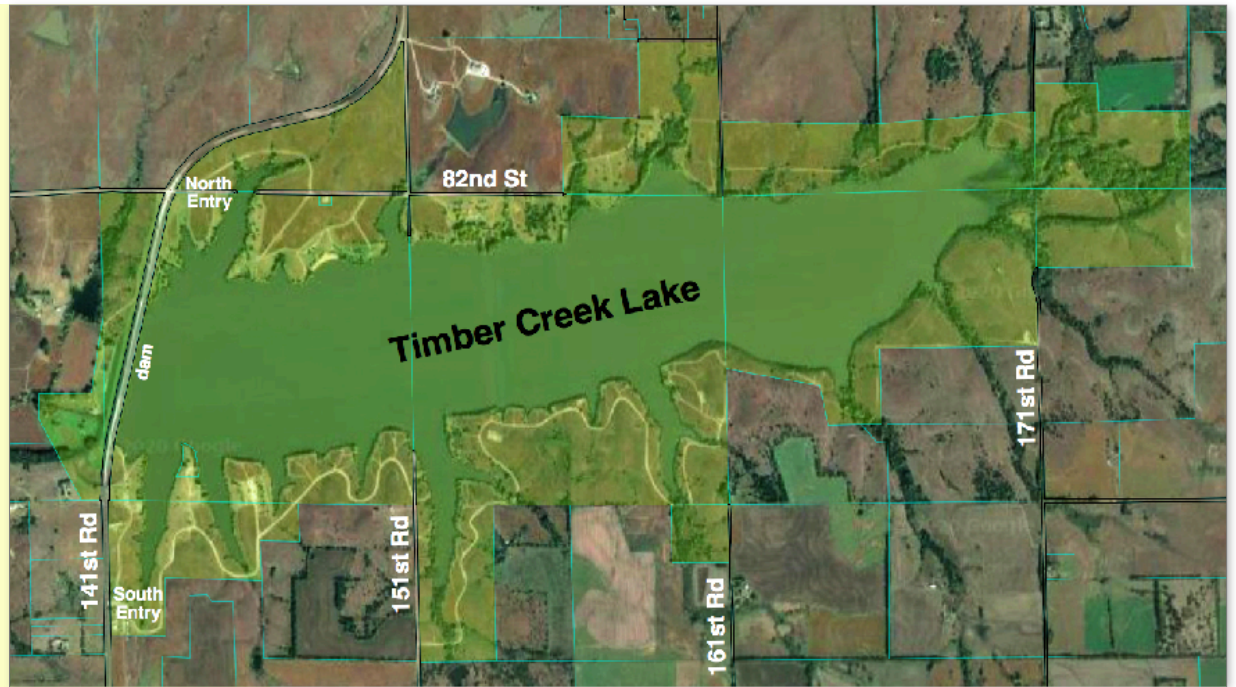 82nd St
North
Entry
Timber Creek Lake
dam
171st Rd
141st Rd
151st Rd
161st Rd
South
Entry